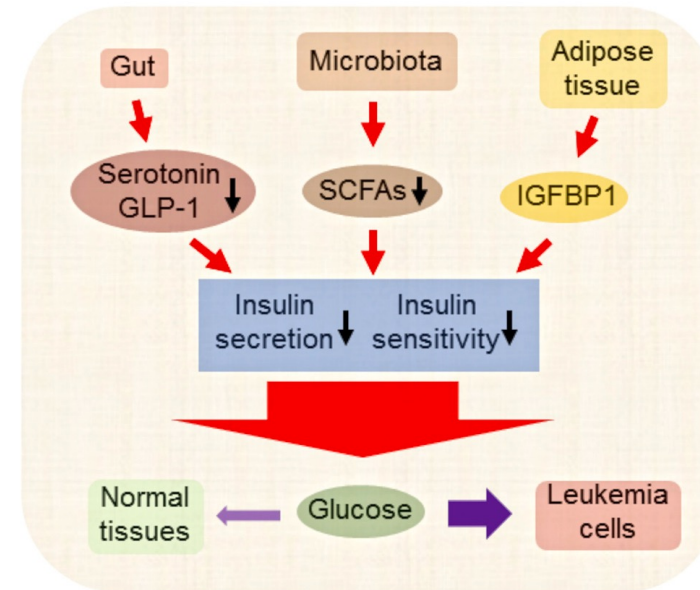 Gut
Microbiota
Adipose
tissue
Serotonin
GLP-1
SCFAs
IGFBP1
Insulin
secretion
Insulin
sensitivity
Normal
tissues
Glucose
Leukemia
cells